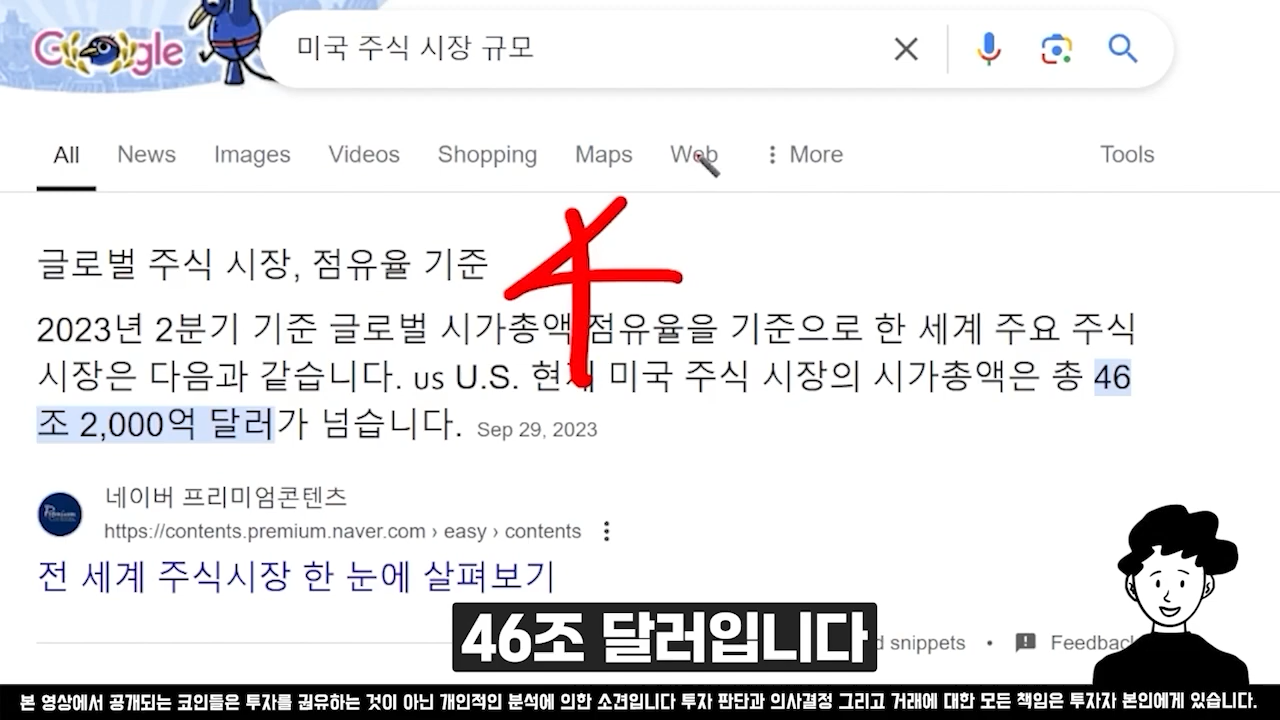 Google
미국 주식 시장 규모
All News Images Videos Shopping Maps Web More Tools
글로벌 주식 시장, 점유율 기준
2023년 2분기 기준 글로벌 시가총액 점유율을 기준으로 한 세계 주요 주식
시장은 다음과 같습니다. us U.S. 현재 미국 주식 시장의 시가총액은 총 46
조 2,000억 달러가 넘습니다. Sep 29, 2023
네이버 프리미엄콘텐츠
https://contents.premium.naver.com › easy › contents
전 세계 주식시장 한 눈에 살펴보기
46조 달러입니다
snippets • Feedback
본 영상에서 공개되는 코인들은 투자를 권유하는 것이 아닌 개인적인 분석에 의한 소견입니다 투자 판단과 의사결정 그리고 거래에 대한 모든 책임은 투자자 본인에게 있습니다.